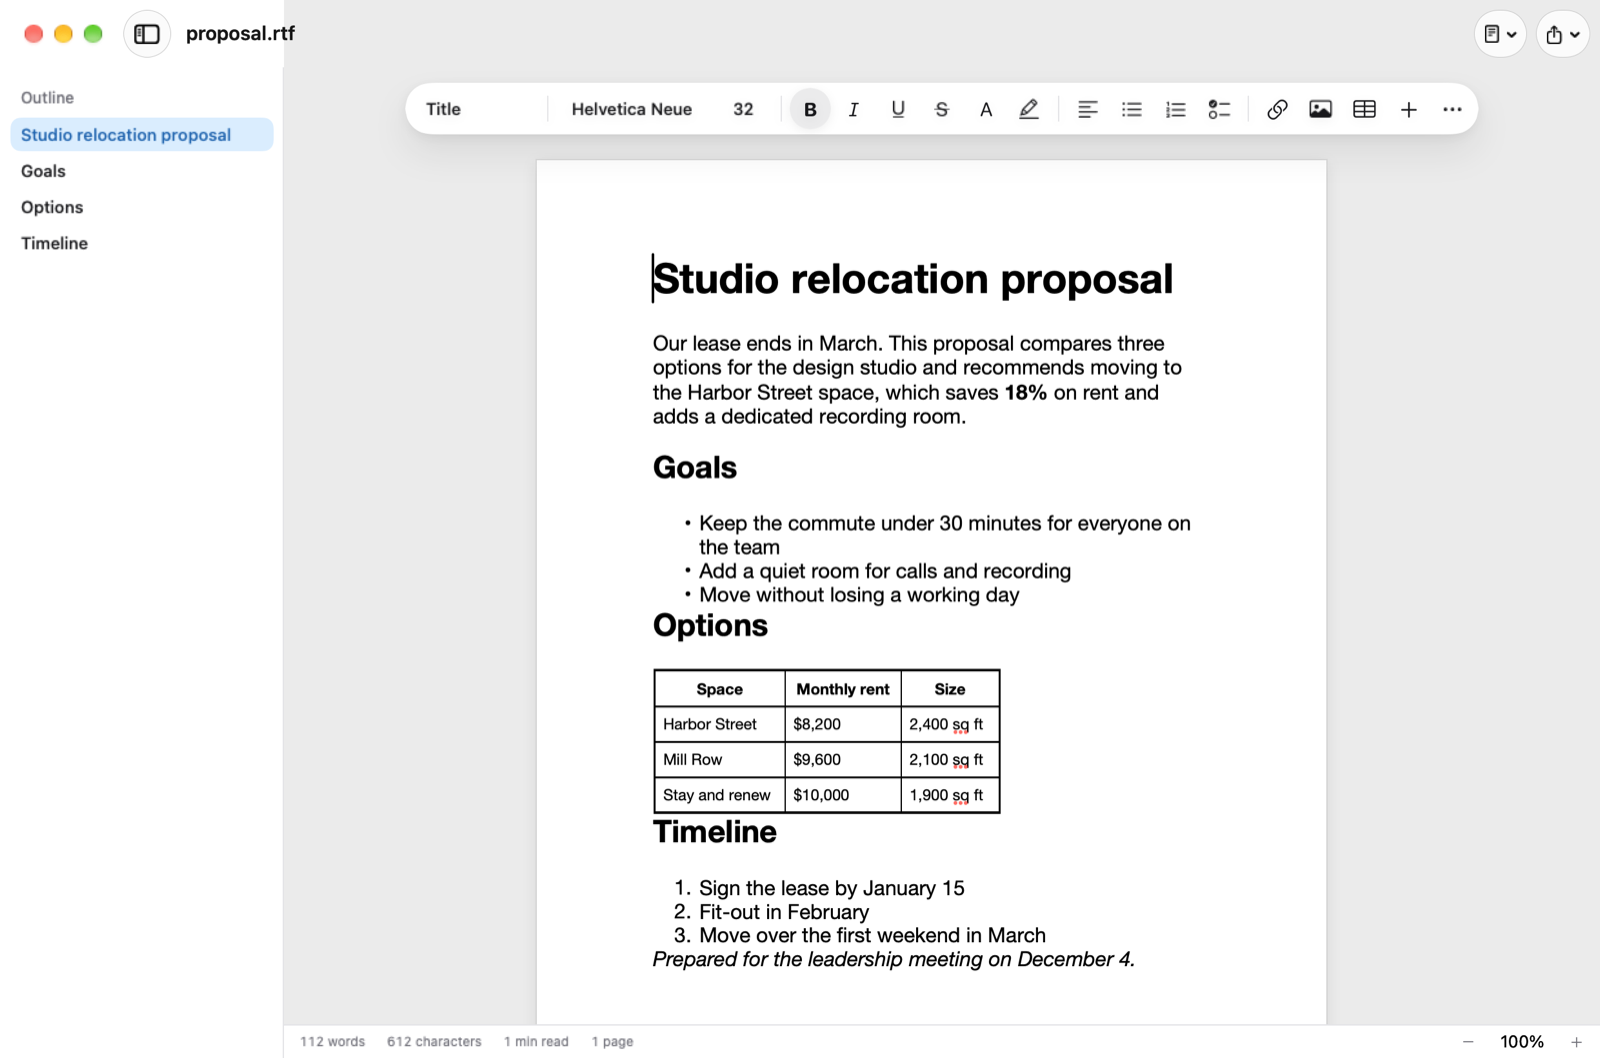 proposal.rtf
Outline
Studio relocation proposal
Goals
Options
Timeline
Title
Helvetica Neue
32
B
I
U
S
A
Studio relocation proposal
Our lease ends in March. This proposal compares three
options for the design studio and recommends moving to
the Harbor Street space, which saves 18% on rent and
adds a dedicated recording room.
Goals
• Keep the commute under 30 minutes for everyone on
the team
• Add a quiet room for calls and recording
• Move without losing a working day
Options
Space Monthly rent Size
Harbor Street $8,200 2,400 sq ft
Mill Row $9,600 2,100 sq ft
Stay and renew $10,000 1,900 sq ft
Timeline
1. Sign the lease by January 15
2. Fit-out in February
3. Move over the first weekend in March
Prepared for the leadership meeting on December 4.
112 words 612 characters 1 min read 1 page
100%